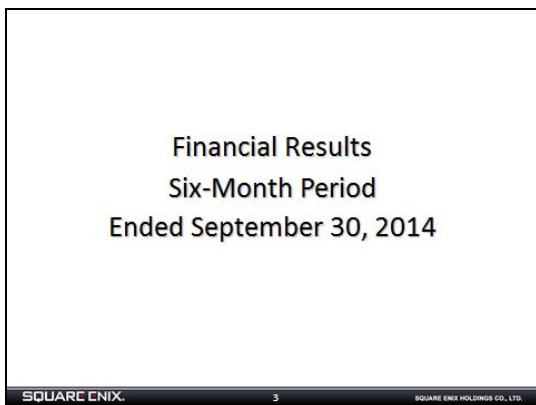 Financial Results
Six-Month Period
Ended September 30, 2014
SQUARE ENIX. 3 SQUARE ENIX HOLDINGS CO., LTD.